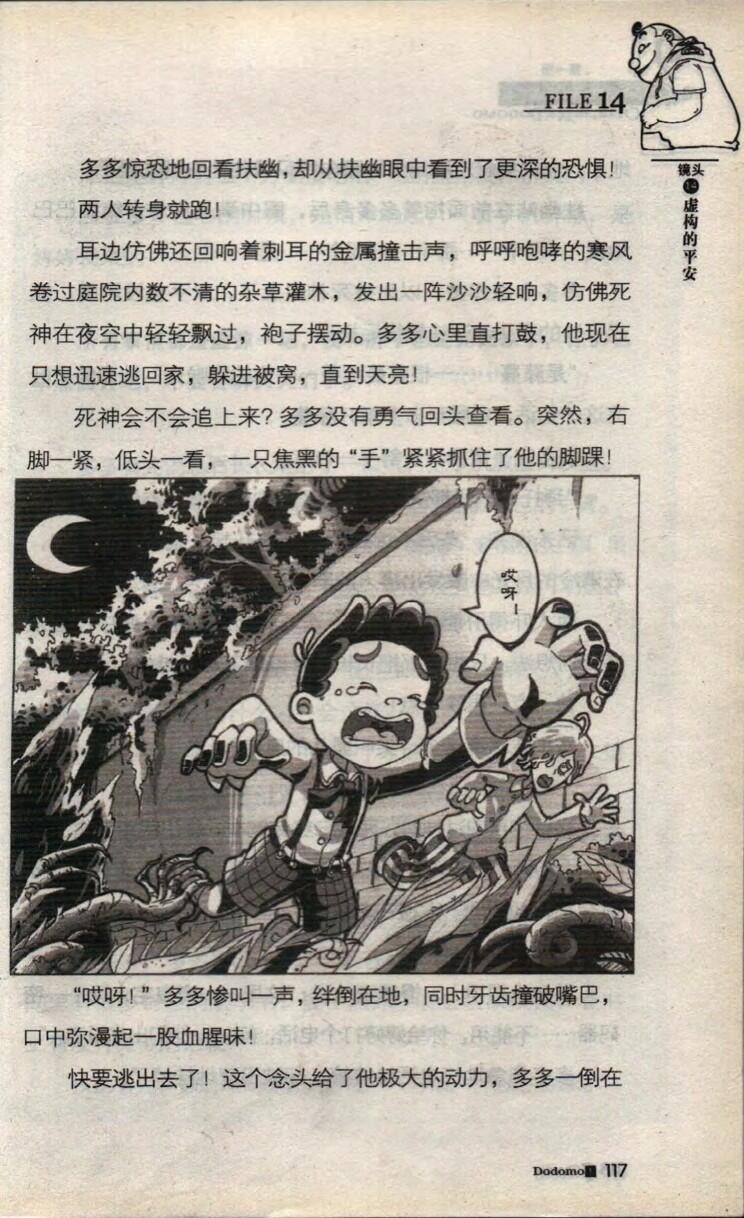 FILE 14
镜头
14
虚构的平安
多多惊恐地回看扶幽，却从扶幽眼中看到了更深的恐惧！
两人转身就跑！
耳边仿佛还回响着刺耳的金属撞击声，呼呼咆哮的寒风
卷过庭院内数不清的杂草灌木，发出一阵沙沙轻响，仿佛死
神在夜空中轻轻飘过，袍子摆动。多多心里直打鼓，他现在
只想迅速逃回家，躲进被窝，直到天亮！
死神会不会追上来？多多没有勇气回头查看。突然，右
脚一紧，低头一看，一只焦黑的“手”紧紧抓住了他的脚踝！
哎呀！
“哎呀！”多多惨叫一声，绊倒在地，同时牙齿撞破嘴巴，
口中弥漫起一股血腥味！
快要逃出去了！这个念头给了他极大的动力，多多一倒在
Dodomo1 117